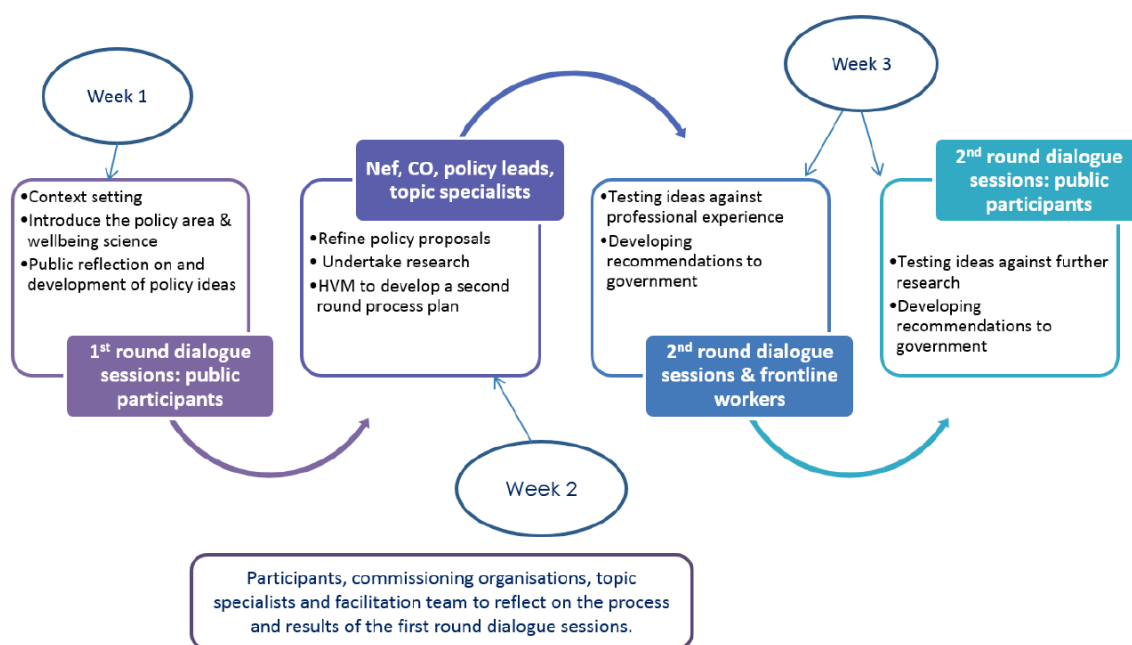 Week 1
•Context setting
•Introduce the policy area &
wellbeing science
•Public reflection on and
development of policy ideas
1st round dialogue
sessions: public
participants
Nef, CO, policy leads,
topic specialists
•Refine policy proposals
• Undertake research
•HVM to develop a second
round process plan
Week 2
Week 3
•Testing ideas against
professional experience
•Developing
recommendations to
government
2nd round dialogue
sessions & frontline
workers
2nd round dialogue
sessions: public
participants
•Testing ideas against further
research
•Developing
recommendations to
government
Participants, commissioning organisations, topic
specialists and facilitation team to reflect on the process
and results of the first round dialogue sessions.